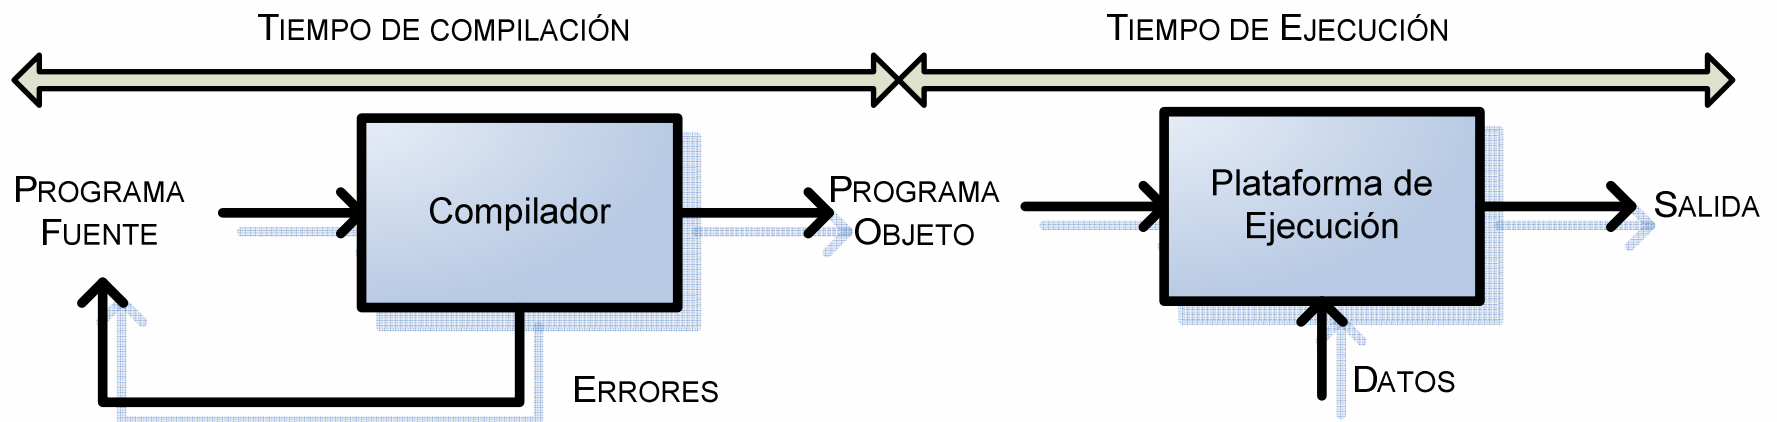 TIEMPO DE COMPILACIÓN
TIEMPO DE EJECUCIÓN
PROGRAMA
FUENTE
Compilador
PROGRAMA
OBJETO
Plataforma de
Ejecución
SALIDA
ERRORES
DATOS